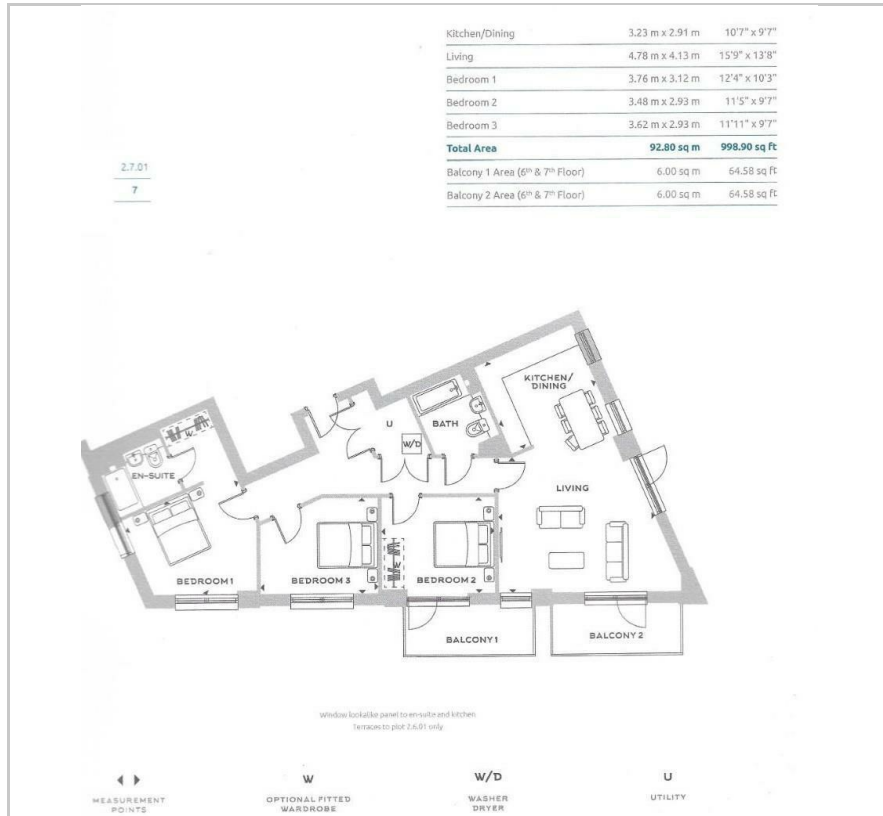 Kitchen/Dining 3.23 m x 2.91 m 10'7" x 9'7"
Living 4.78 m x 4.13 m 15'9" x 13'8"
Bedroom 1 3.76 m x 3.12 m 12'4" x 10'3"
Bedroom 2 3.48 m x 2.93 m 11'5" x 9'7"
Bedroom 3 3.62 m x 2.93 m 11'11" x 9'7"
Total Area 92.80 sq m 998.90 sq ft
Balcony 1 Area (6th & 7th Floor) 6.00 sq m 64.58 sq ft
Balcony 2 Area (6th & 7th Floor) 6.00 sq m 64.58 sq ft
2.7.01
7
KITCHEN/
DINING
U
BATH
W/D
W
EN-SUITE
LIVING
BEDROOM 1
BEDROOM 3
W
BEDROOM 2
BALCONY 1
BALCONY 2
Window lookalike panel to en-suite and kitchen
Terraces to plot 2.6.01 only
MEASUREMENT
POINTS
W
OPTIONAL FITTED
WARDROBE
W/D
WASHER
DRYER
U
UTILITY